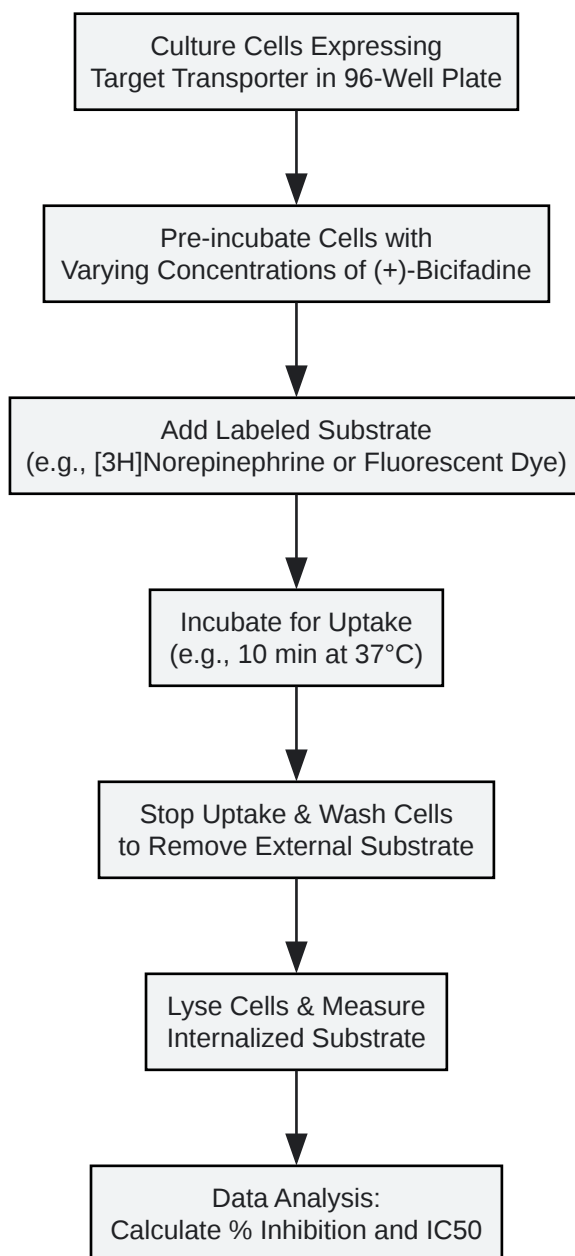 Culture Cells Expressing
Target Transporter in 96-Well Plate
Pre-incubate Cells with
Varying Concentrations of (+)-Bicifadine
Add Labeled Substrate
(e.g., [3H]Norepinephrine or Fluorescent Dye)
Incubate for Uptake
(e.g., 10 min at 37°C)
Stop Uptake & Wash Cells
to Remove External Substrate
Lyse Cells & Measure
Internalized Substrate
Data Analysis:
Calculate % Inhibition and IC50